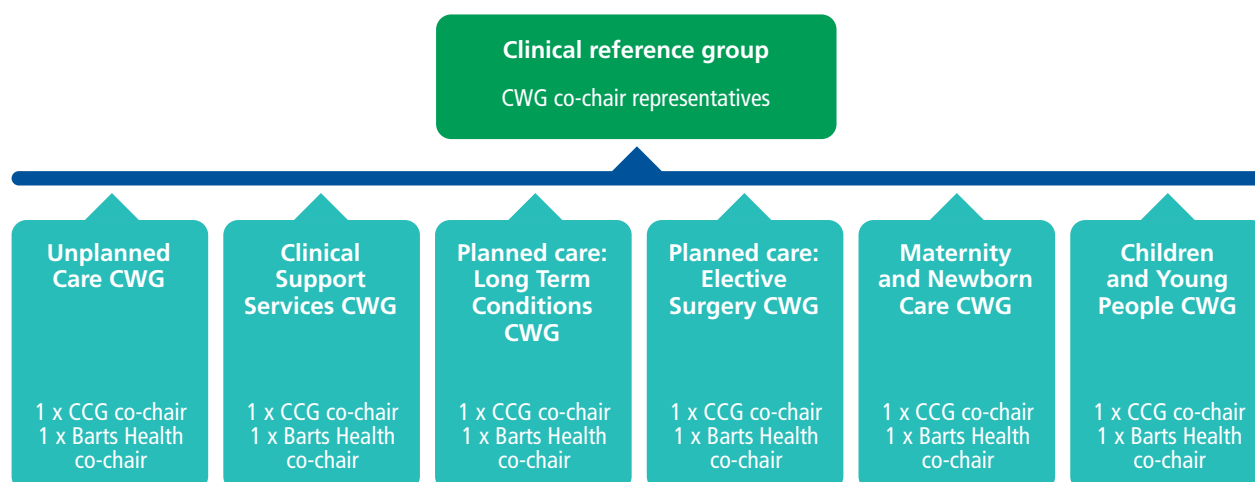 Clinical reference group
CWG co-chair representatives
Unplanned
Care CWG
1 x CCG co-chair
1 x Barts Health
co-chair
Clinical
Support
Services CWG
1 x CCG co-chair
1 x Barts Health
co-chair
Planned care:
Long Term
Conditions
CWG
1 x CCG co-chair
1 x Barts Health
co-chair
Planned care:
Elective
Surgery CWG
1 x CCG co-chair
1 x Barts Health
co-chair
Maternity
and Newborn
Care CWG
1 x CCG co-chair
1 x Barts Health
co-chair
Children
and Young
People CWG
1 x CCG co-chair
1 x Barts Health
co-chair